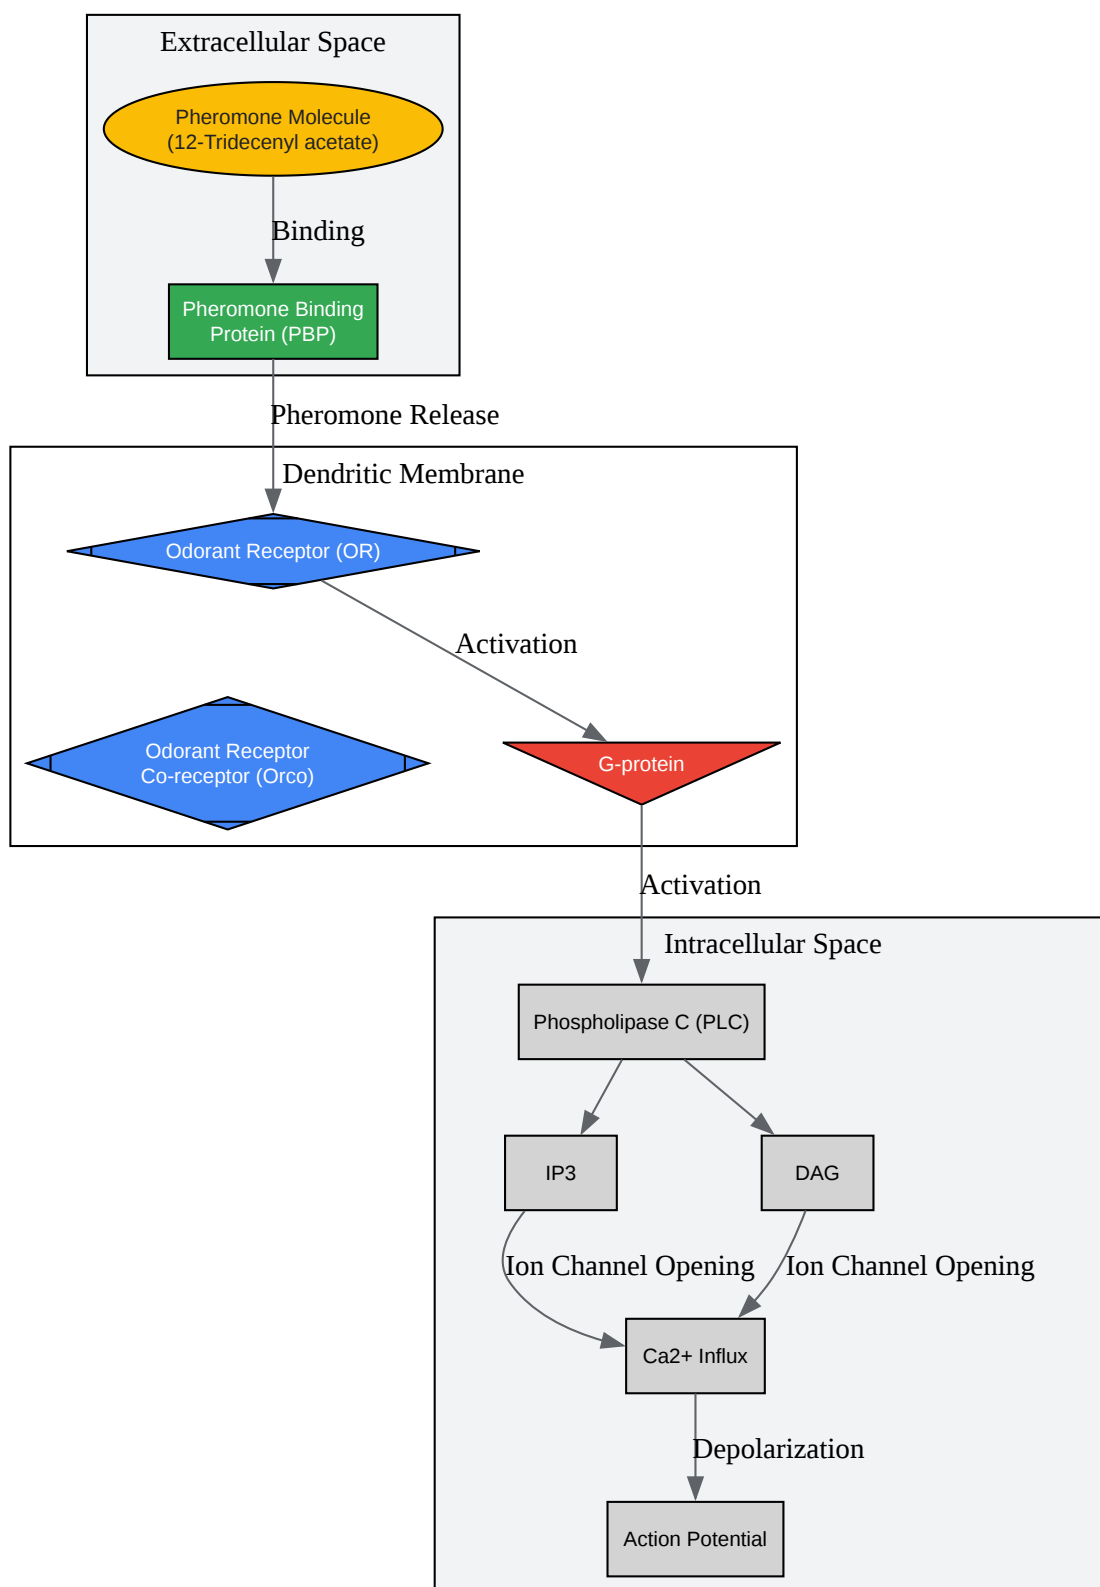 Extracellular Space
Pheromone Molecule
(12-Tridecenyl acetate)
Binding
Pheromone Binding
Protein (PBP)
Pheromone Release
Dendritic Membrane
Odorant Receptor (OR)
Activation
Odorant Receptor
Co-receptor (Orco)
G-protein
Activation
Intracellular Space
Phospholipase C (PLC)
IP3
DAG
Ion Channel Opening
Ion Channel Opening
Ca2+ Influx
Depolarization
Action Potential